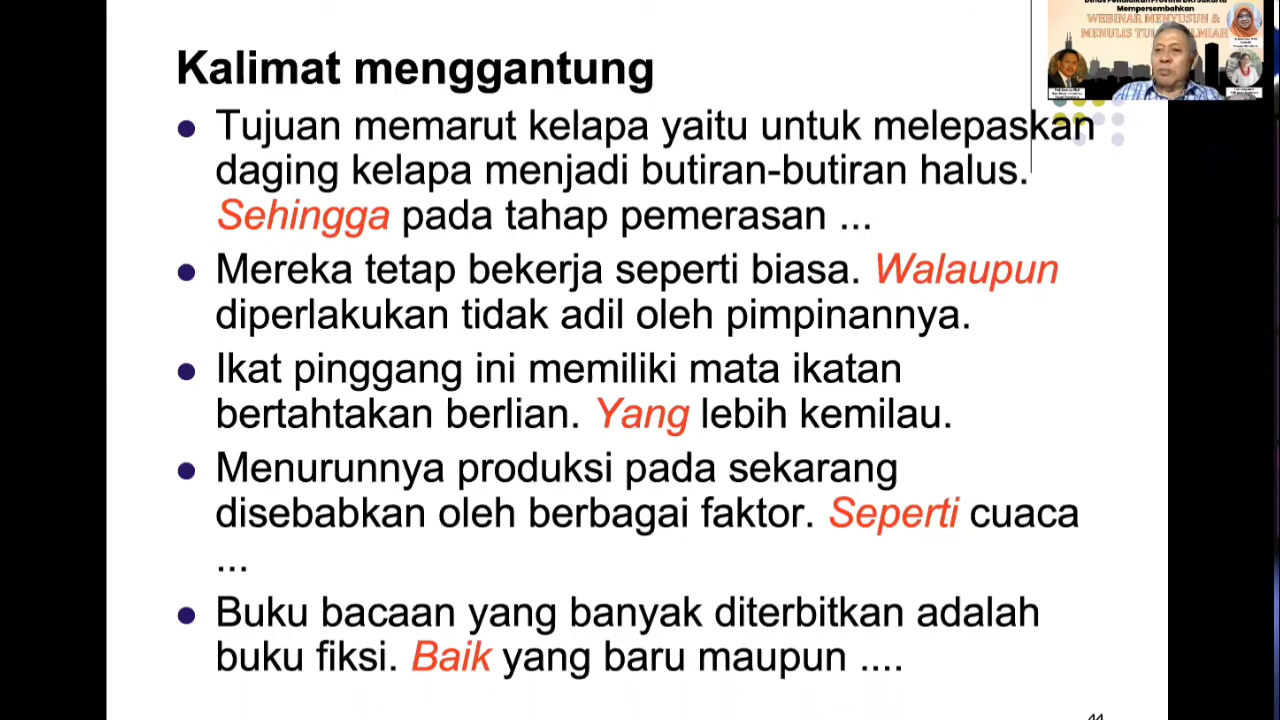 Mempersembahkan
WEBINAR MENYUSUN &
MENULIS
Kalimat menggantung
Tujuan memarut kelapa yaitu untuk melepaskan
daging kelapa menjadi butiran-butiran halus.
Sehingga pada tahap pemerasan ...
Mereka tetap bekerja seperti biasa. Walaupun
diperlakukan tidak adil oleh pimpinannya.
Ikat pinggang ini memiliki mata ikatan
bertahtakan berlian. Yang lebih kemilau.
Menurunnya produksi pada sekarang
disebabkan oleh berbagai faktor. Seperti cuaca
...
Buku bacaan yang banyak diterbitkan adalah
buku fiksi. Baik yang baru maupun ....